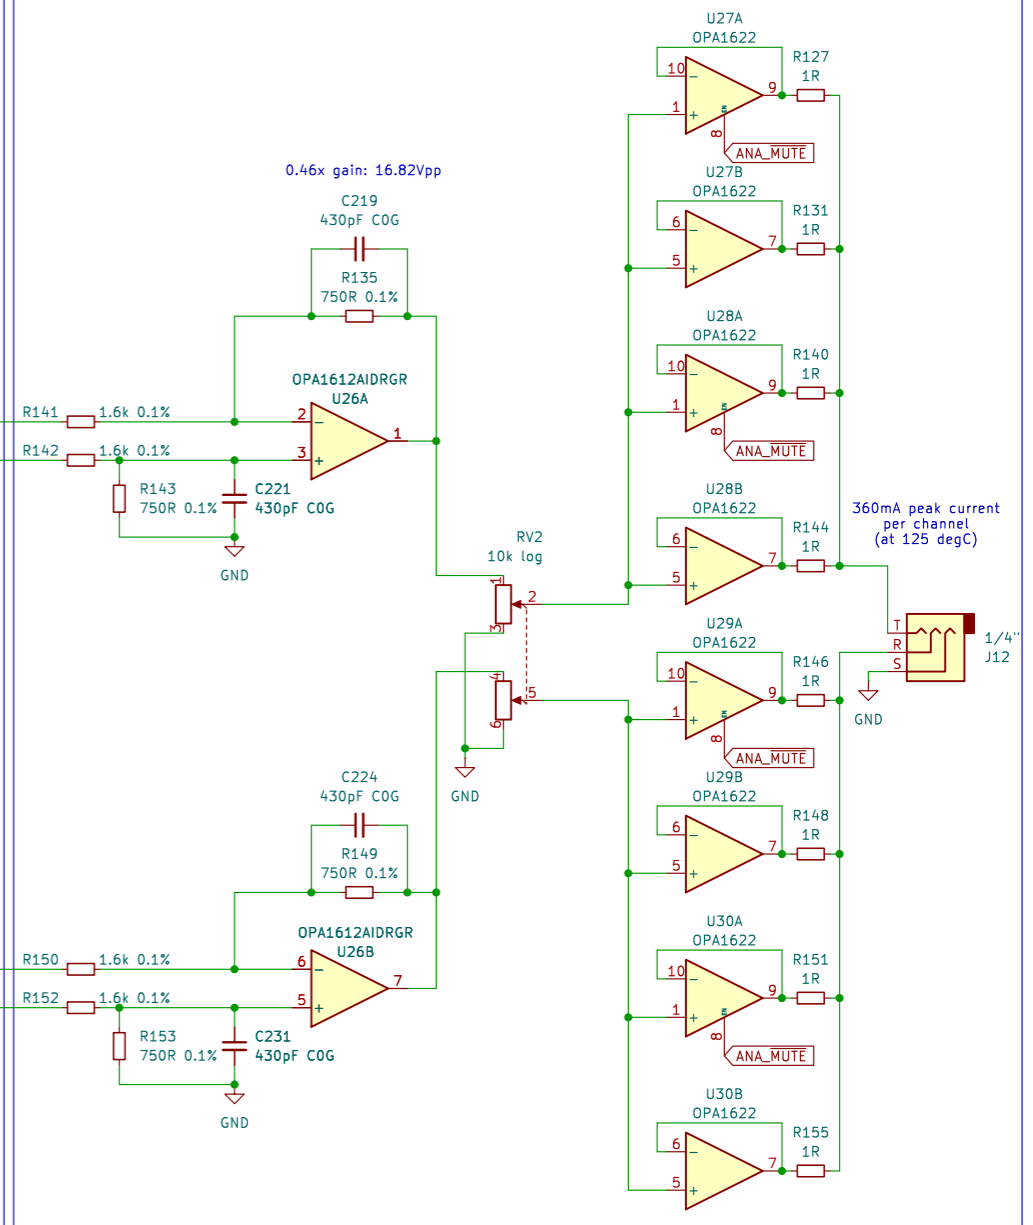 U27A
OPA1622
R127
1R
10
9
1
8
EN
ANA_MUTE
0.46x gain: 16.82Vpp
U27B
OPA1622
R131
1R
6
7
5
C219
430pF C0G
R135
750R 0.1%
U28A
OPA1622
R140
1R
10
9
1
8
EN
ANA_MUTE
OPA1612AIDRGR
U26A
R141
1.6k 0.1%
2
1
R142
1.6k 0.1%
3
R143
750R 0.1%
C221
430pF C0G
GND
U28B
OPA1622
R144
1R
6
7
5
360mA peak current
per channel
(at 125 degC)
RV2
10k log
1
2
3
4
5
6
GND
U29A
OPA1622
R146
1R
10
9
1
8
EN
ANA_MUTE
T
R
S
1/4"
J12
GND
C224
430pF C0G
R149
750R 0.1%
U29B
OPA1622
R148
1R
6
7
5
OPA1612AIDRGR
U26B
R150
1.6k 0.1%
6
7
R152
1.6k 0.1%
5
R153
750R 0.1%
C231
430pF C0G
GND
U30A
OPA1622
R151
1R
10
9
1
8
EN
ANA_MUTE
U30B
OPA1622
R155
1R
6
7
5